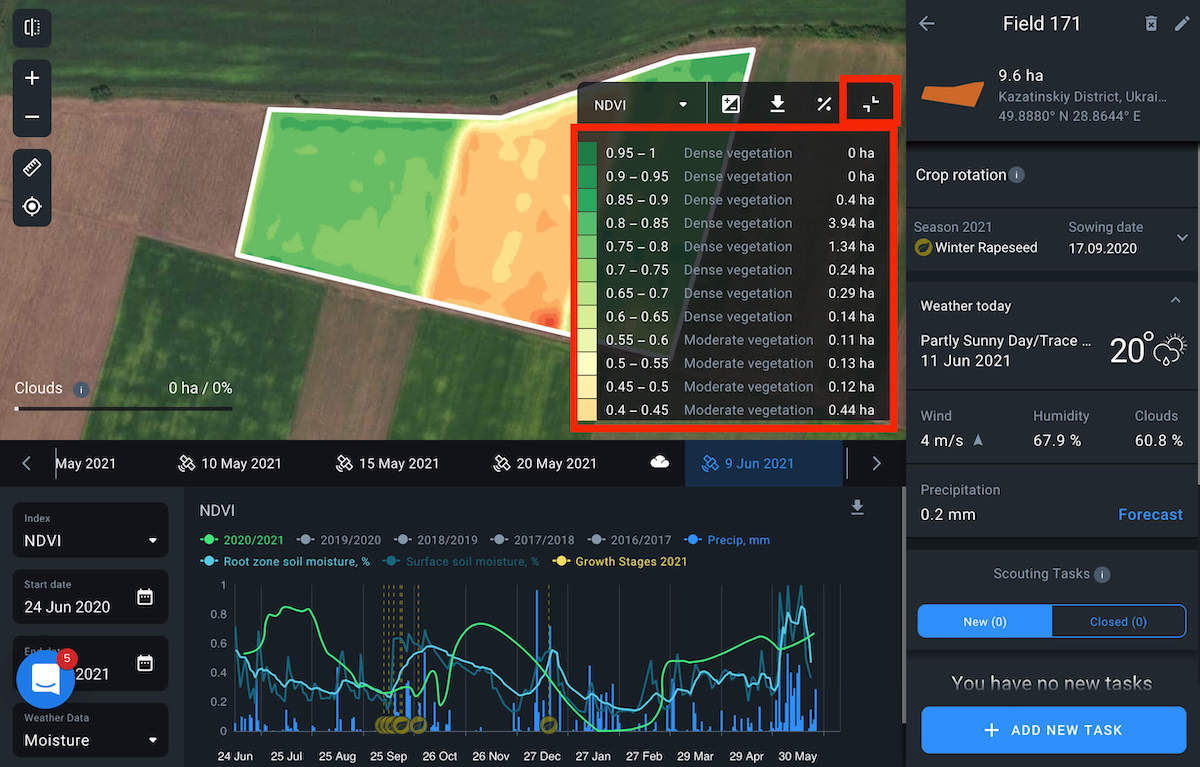 NDVI
0.95 – 1 Dense vegetation 0 ha
0.9 – 0.95 Dense vegetation 0 ha
0.85 – 0.9 Dense vegetation 0.4 ha
0.8 – 0.85 Dense vegetation 3.94 ha
0.75 – 0.8 Dense vegetation 1.34 ha
0.7 – 0.75 Dense vegetation 0.24 ha
0.65 – 0.7 Dense vegetation 0.29 ha
0.6 – 0.65 Dense vegetation 0.14 ha
0.55 – 0.6 Moderate vegetation 0.11 ha
0.5 – 0.55 Moderate vegetation 0.13 ha
0.45 – 0.5 Moderate vegetation 0.12 ha
0.4 – 0.45 Moderate vegetation 0.44 ha
Clouds i 0 ha / 0%
May 2021 10 May 2021 15 May 2021 20 May 2021 9 Jun 2021
Index
NDVI
Start date
24 Jun 2020
2021
5
Weather Data
Moisture
NDVI
2020/2021 2019/2020 2018/2019 2017/2018 2016/2017 Precip, mm
Root zone soil moisture, % Surface soil moisture, % Growth Stages 2021
1
0.8
0.6
0.4
0.2
0
24 Jun 25 Jul 25 Aug 25 Sep 26 Oct 26 Nov 27 Dec 27 Jan 27 Feb 29 Mar 29 Apr 30 May
Field 171
9.6 ha
Kazatinskiy District, Ukrai...
49.8880° N 28.8644° E
Crop rotation i
Season 2021 Sowing date
Winter Rapeseed 17.09.2020
Weather today
Partly Sunny Day/Trace ...
11 Jun 2021
20°
Wind Humidity Clouds
4 m/s 67.9 % 60.8 %
Precipitation
0.2 mm Forecast
Scouting Tasks i
New (0) Closed (0)
You have no new tasks
+ ADD NEW TASK